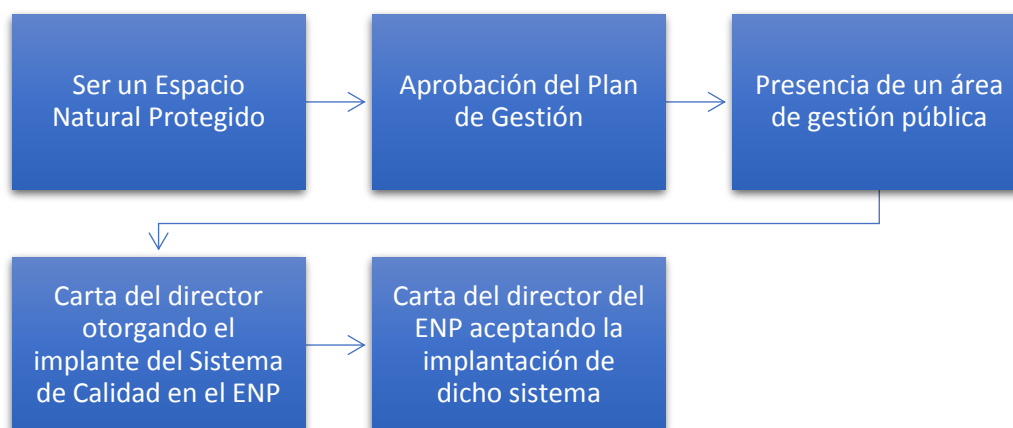 Ser un Espacio
Natural Protegido
Aprobación del Plan
de Gestión
Presencia de un área
de gestión pública
Carta del director
otorgando el
implante del Sistema
de Calidad en el ENP
Carta del director del
ENP aceptando la
implantación de
dicho sistema